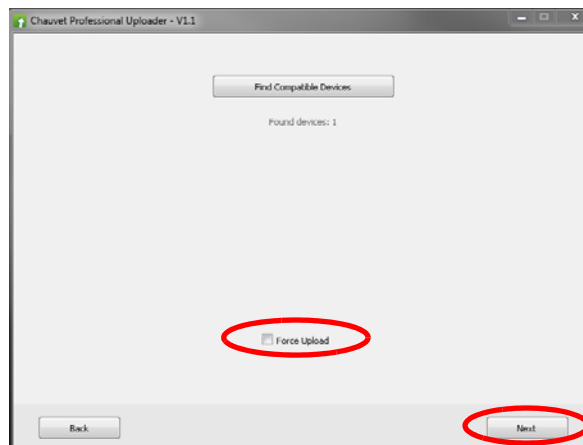 Chauvet Professional Uploader - V1.1
Find Compatible Devices
Found devices: 1
Force Upload
Back
Next